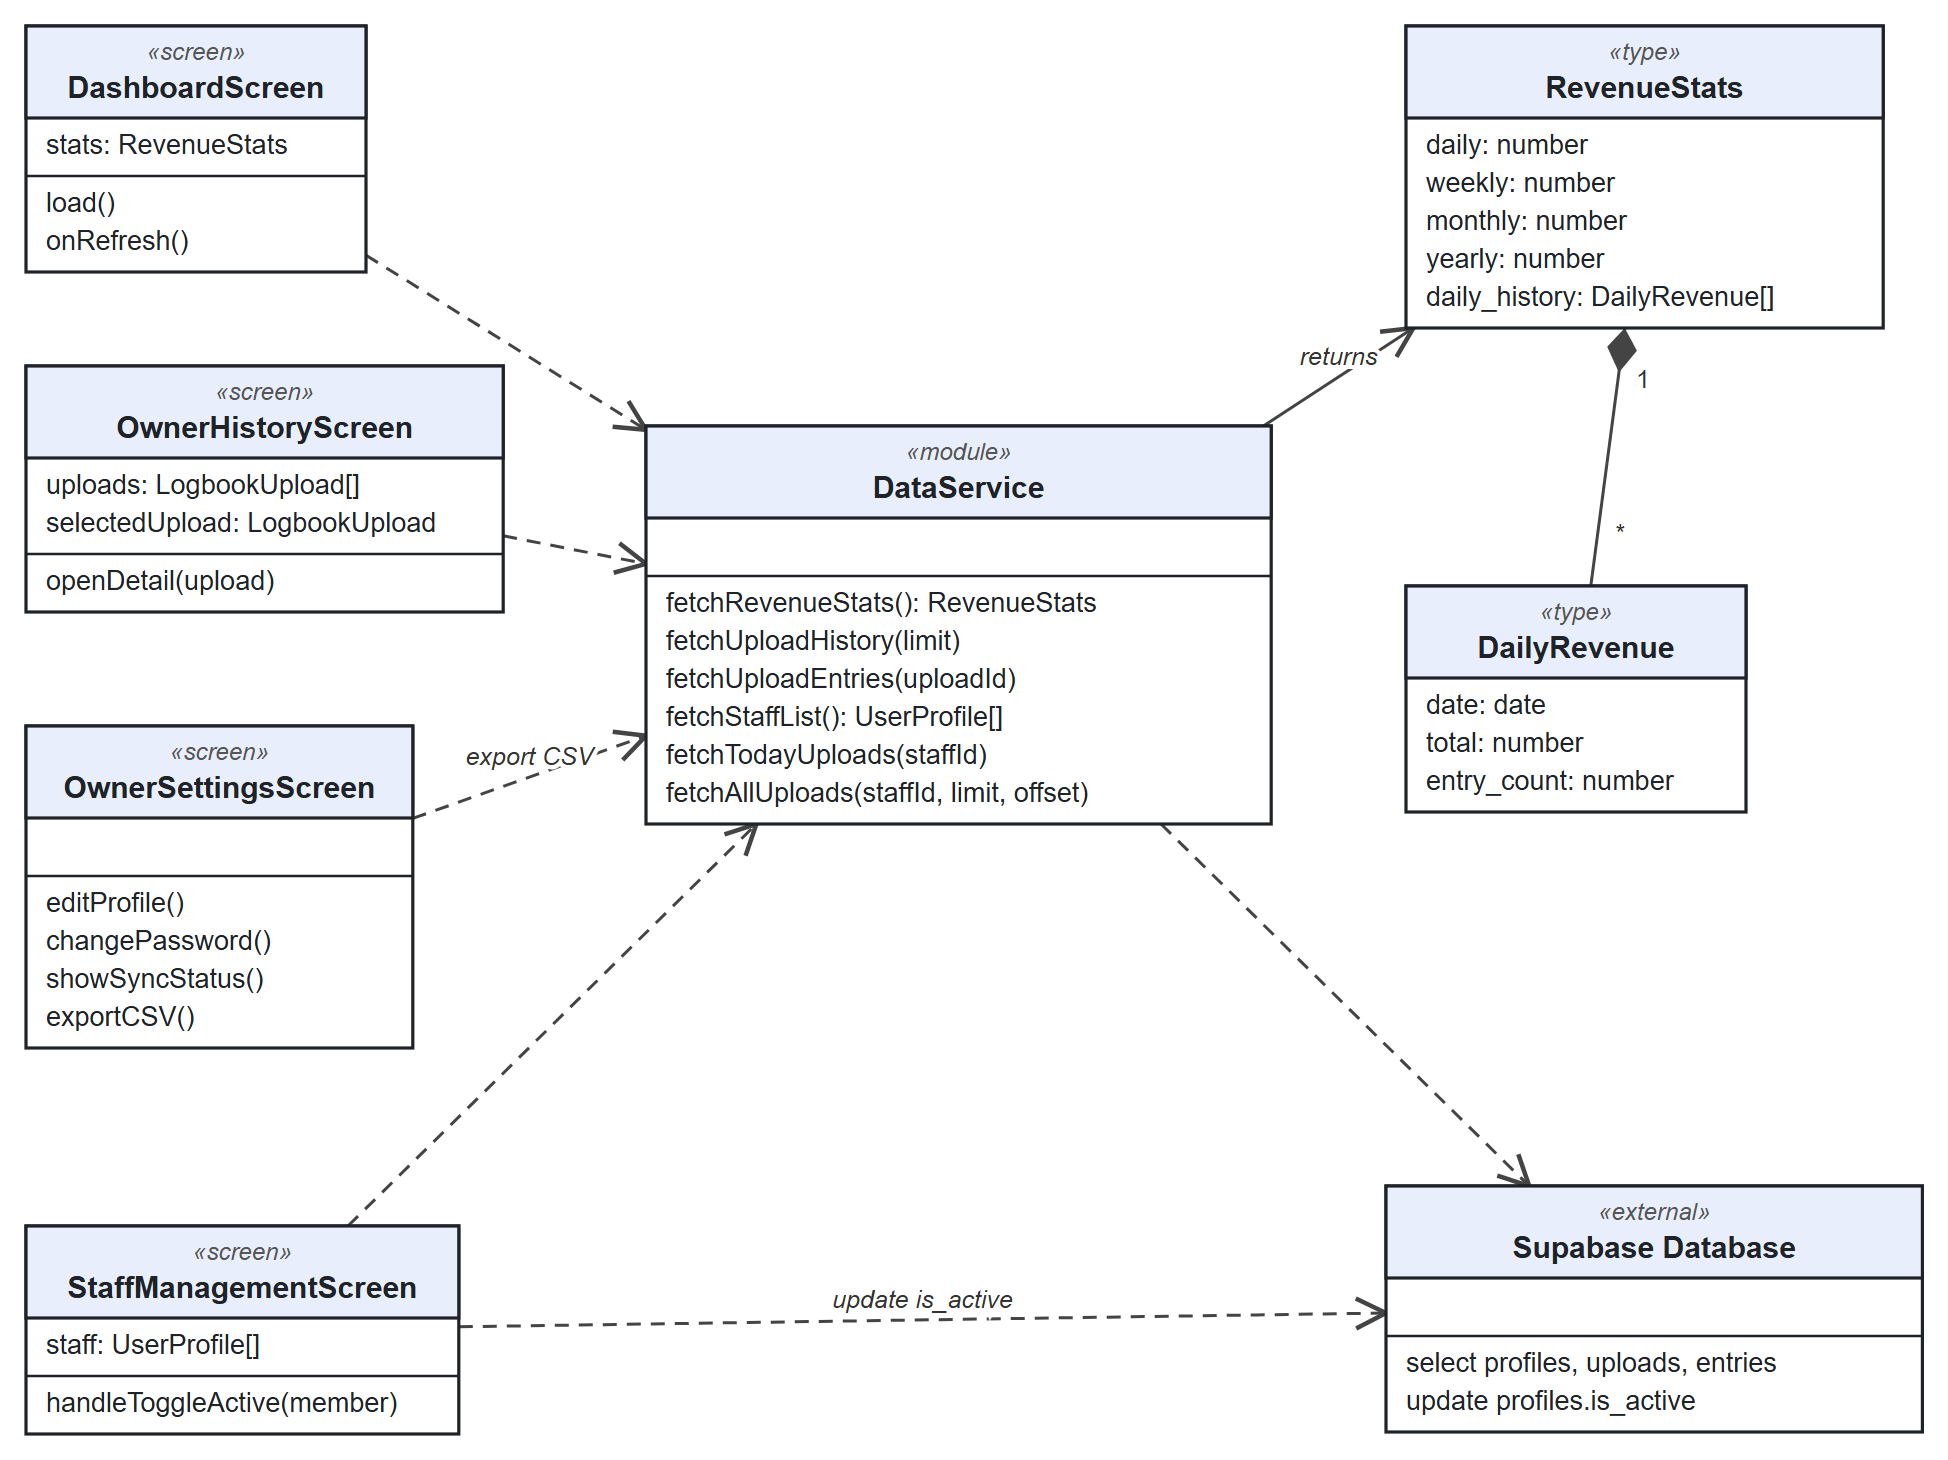 «screen»
DashboardScreen
stats: RevenueStats
load()
onRefresh()
«screen»
OwnerHistoryScreen
uploads: LogbookUpload[]
selectedUpload: LogbookUpload
openDetail(upload)
«screen»
OwnerSettingsScreen
editProfile()
changePassword()
showSyncStatus()
exportCSV()
export CSV
«screen»
StaffManagementScreen
staff: UserProfile[]
handleToggleActive(member)
update is_active
«module»
DataService
fetchRevenueStats(): RevenueStats
fetchUploadHistory(limit)
fetchUploadEntries(uploadId)
fetchStaffList(): UserProfile[]
fetchTodayUploads(staffId)
fetchAllUploads(staffId, limit, offset)
returns
«type»
RevenueStats
daily: number
weekly: number
monthly: number
yearly: number
daily_history: DailyRevenue[]
1
*
«type»
DailyRevenue
date: date
total: number
entry_count: number
«external»
Supabase Database
select profiles, uploads, entries
update profiles.is_active